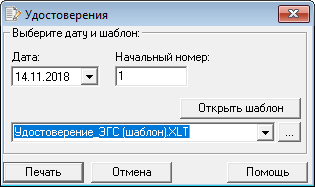 Удостоверения
Выберите дату и шаблон:
Дата:
Начальный номер:
14.11.2018
1
Открыть шаблон
Удостоверение_ЭГС (шаблон).XLT
...
Печать
Отмена
Помощь